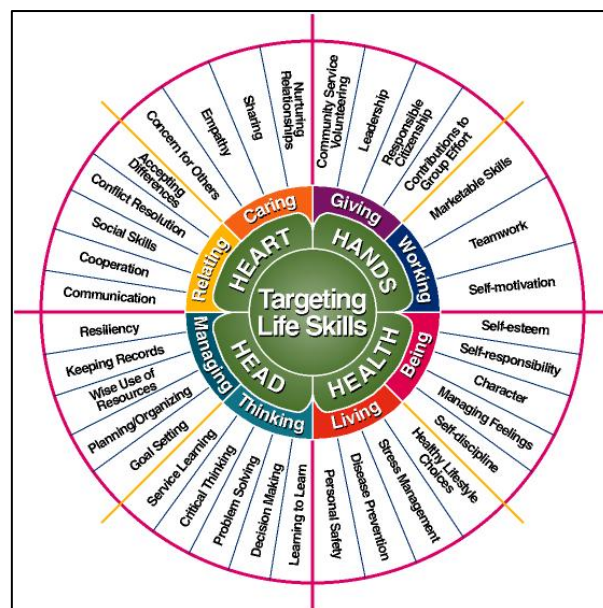 Targeting
Life Skills
HEART
HANDS
HEALTH
HEAD
Caring
Giving
Working
Being
Living
Thinking
Managing
Relating
Community Service
Volunteering
Leadership
Responsible
Citizenship
Contributions to
Group Effort
Marketable Skills
Teamwork
Self-motivation
Self-esteem
Self-responsibility
Character
Managing Feelings
Self-discipline
Healthy Lifestyle
Choices
Stress Management
Disease Prevention
Personal Safety
Learning to Learn
Decision Making
Problem Solving
Critical Thinking
Service Learning
Goal Setting
Planning/Organizing
Wise Use of
Resources
Keeping Records
Resiliency
Communication
Cooperation
Social Skills
Conflict Resolution
Accepting
Differences
Concern for Others
Empathy
Sharing
Nurturing
Relationships